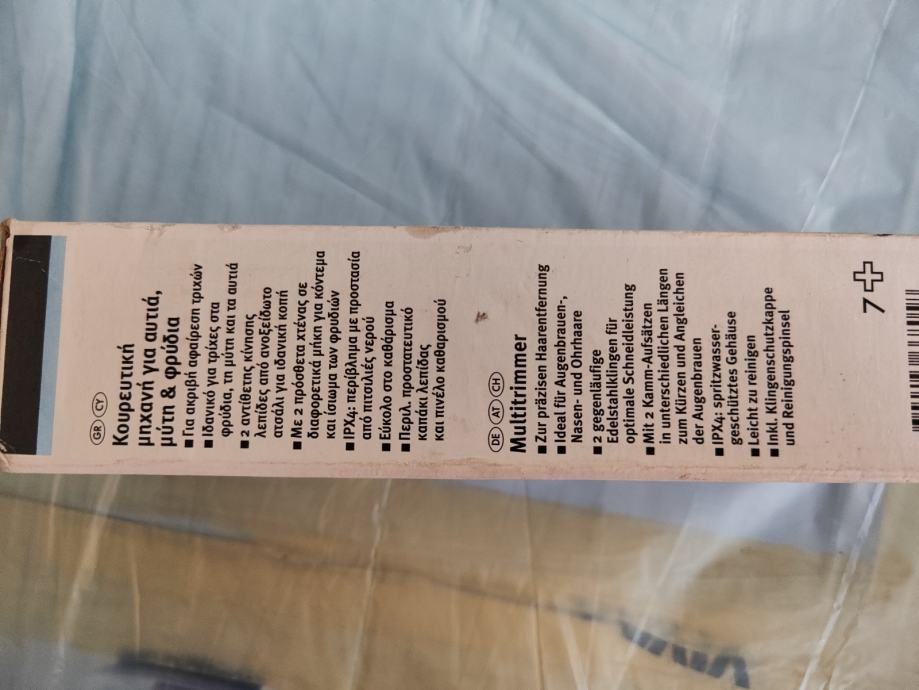 GR CY
Κουρευτική
μηχανή για αυτιά,
μύτη & φρύδια
■ Για ακριβή αφαίρεση τριχών
■ Ιδανικό για τρίχες στα
φρύδια, τη μύτη και τα αυτιά
■ 2 αντίθετης κίνησης
λεπίδες από ανοξείδωτο
ατσάλι για ιδανική κοπή
■ Με 2 πρόσθετα χτένας σε
διαφορετικά μήκη για κόντεμα
και ίσιωμα των φρυδιών
■ IPX4: περίβλημα με προστασία
από πιτσιλιές νερού
■ Εύκολο στο καθάρισμα
■ Περιλ. προστατευτικό
καπάκι λεπίδας
και πινέλο καθαρισμού
DE AT CH
Multitrimmer
■ Zur präzisen Haarentfernung
■ Ideal für Augenbrauen-,
Nasen- und Ohrhaare
■ 2 gegenläufige
Edelstahlklingen für
optimale Schneidleistung
■ Mit 2 Kamm-Aufsätzen
in unterschiedlichen Längen
zum Kürzen und Angleichen
der Augenbrauen
■ IPX4: spritzwasser-
geschütztes Gehäuse
■ Leicht zu reinigen
■ Inkl. Klingenschutzkappe
und Reinigungspinsel
7